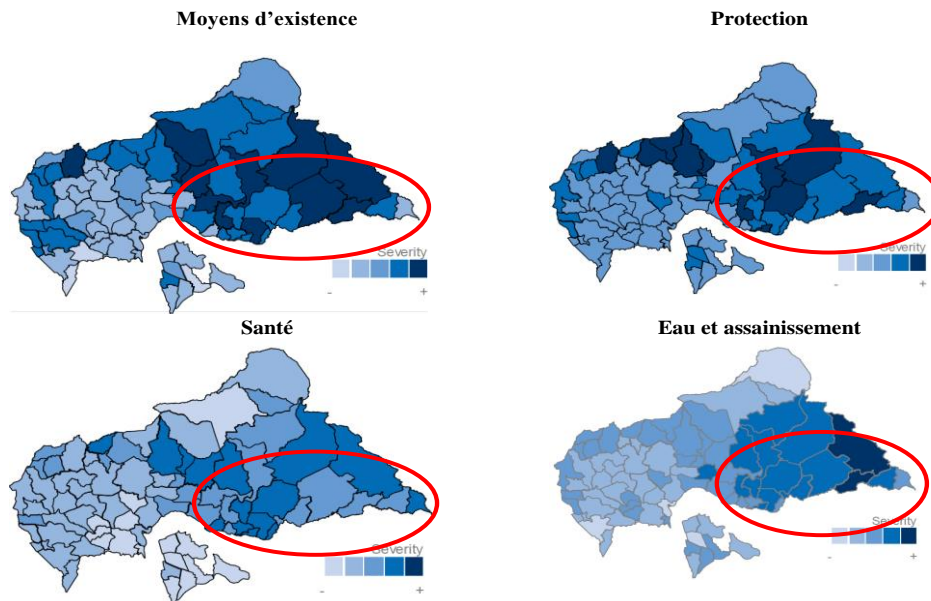 Moyens d'existence
Protection
Severity
- +
Severity
- +
Santé
Eau et assainissement
Severity
- +
Severity
- +